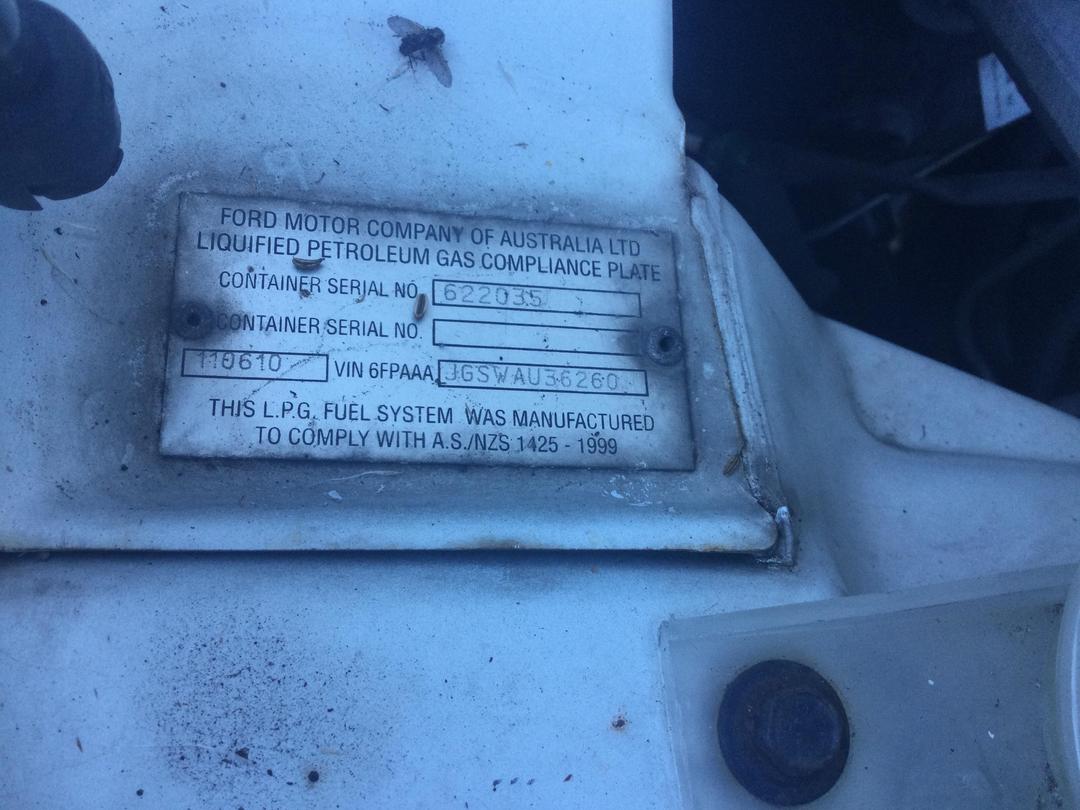 FORD MOTOR COMPANY OF AUSTRALIA LTD
LIQUIFIED PETROLEUM GAS COMPLIANCE PLATE
CONTAINER SERIAL NO. 622035
CONTAINER SERIAL NO.
110610 VIN 6FPAAA JGSWAU36260
THIS L.P.G. FUEL SYSTEM WAS MANUFACTURED
TO COMPLY WITH A.S./NZS 1425 - 1999